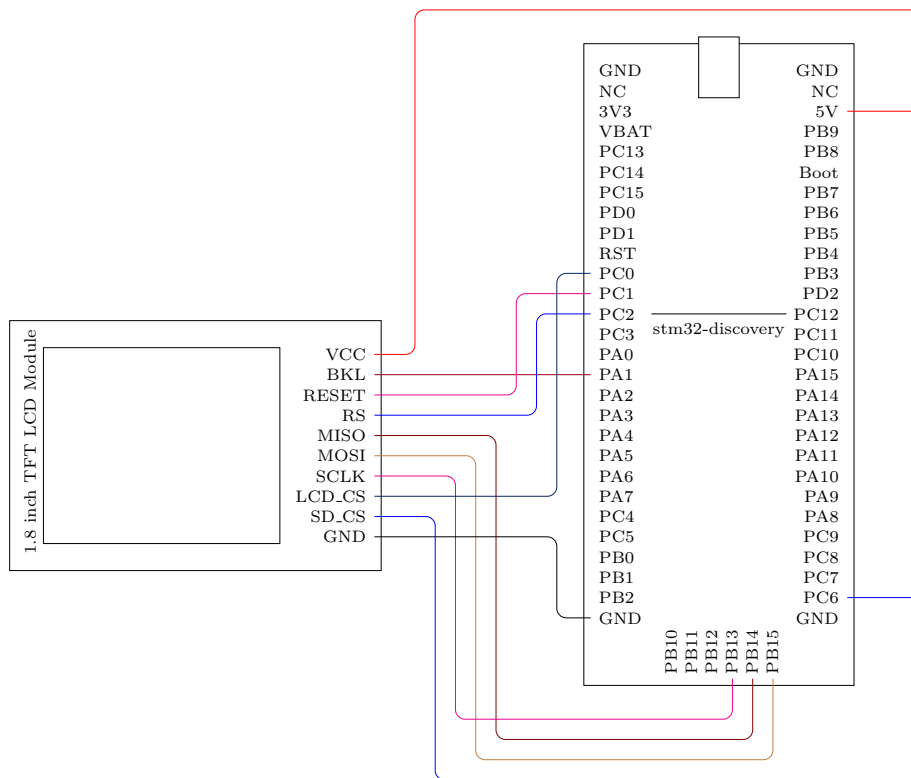 1.8 inch TFT LCD Module
VCC
BKL
RESET
RS
MISO
MOSI
SCLK
LCD_CS
SD_CS
GND
GND
NC
3V3
VBAT
PC13
PC14
PC15
PD0
PD1
RST
PC0
PC1
PC2
PC3
PA0
PA1
PA2
PA3
PA4
PA5
PA6
PA7
PC4
PC5
PB0
PB1
PB2
GND
stm32-discovery
GND
NC
5V
PB9
PB8
Boot
PB7
PB6
PB5
PB4
PB3
PD2
PC12
PC11
PC10
PA15
PA14
PA13
PA12
PA11
PA10
PA9
PA8
PC9
PC8
PC7
PC6
GND
PB10
PB11
PB12
PB13
PB14
PB15